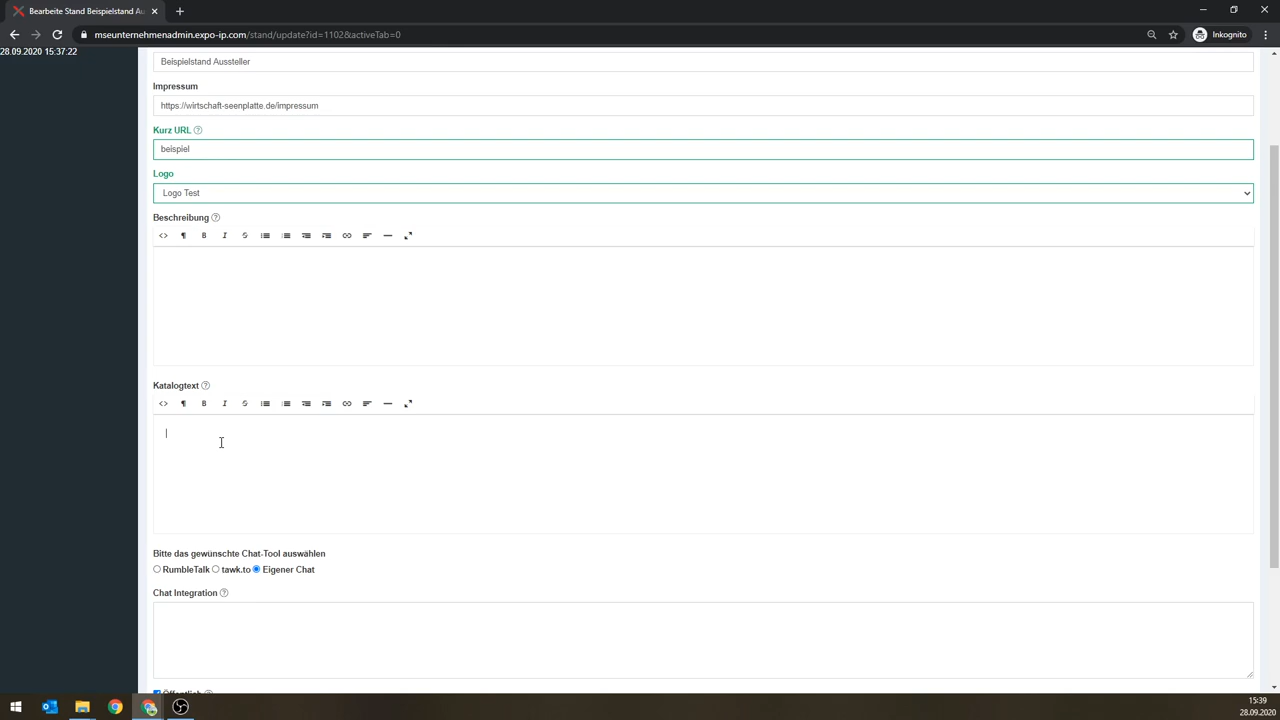 Bearbeite Stand Beispielstand Au
mseunternehmenadmin.expo-ip.com/stand/update?id=1102&activeTab=0
Inkognito
28.09.2020 15:37:22
Beispielstand Aussteller
Impressum
https://wirtschaft-seenplatte.de/impressum
Kurz URL
beispiel
Logo
Logo Test
Beschreibung
Katalogtext
Bitte das gewünschte Chat-Tool auswählen
RumbleTalk tawk.to Eigener Chat
Chat Integration
Öffentlich
15:39
28.09.2020